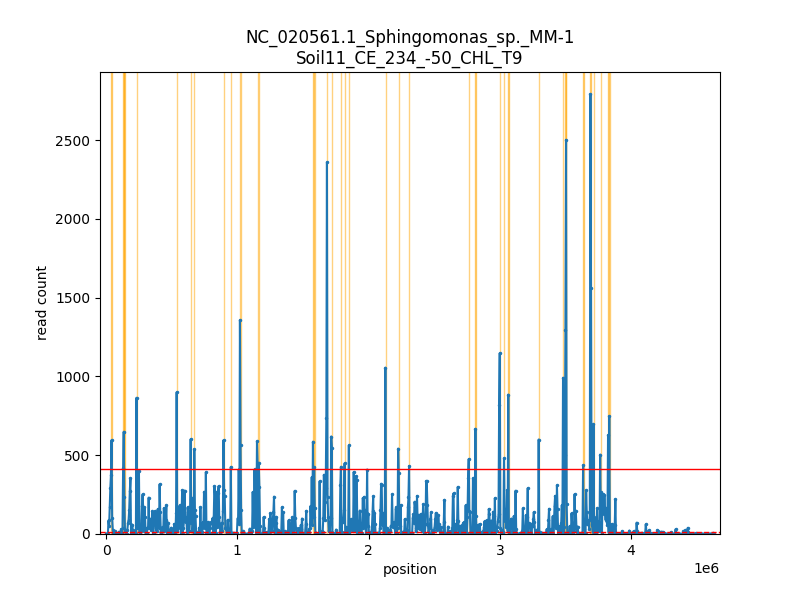 NC_020561.1_Sphingomonas_sp._MM-1
Soil11_CE_234_-50_CHL_T9
read count
2500
2000
1500
1000
500
0
0 1 2 3 4
1e6
position